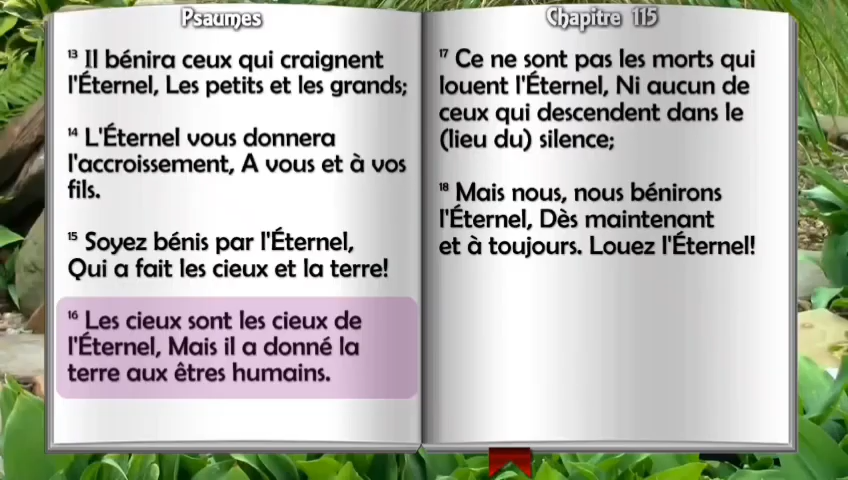 Psaumes
13 Il bénira ceux qui craignent
l'Éternel, Les petits et les grands;
14 L'Éternel vous donnera
l'accroissement, A vous et à vos
fils.
15 Soyez bénis par l'Éternel,
Qui a fait les cieux et la terre!
16 Les cieux sont les cieux de
l'Éternel, Mais il a donné la
terre aux êtres humains.
Chapitre 115
17 Ce ne sont pas les morts qui
louent l'Éternel, Ni aucun de
ceux qui descendent dans le
(lieu du) silence;
18 Mais nous, nous bénirons
l'Éternel, Dès maintenant
et à toujours. Louez l'Éternel!